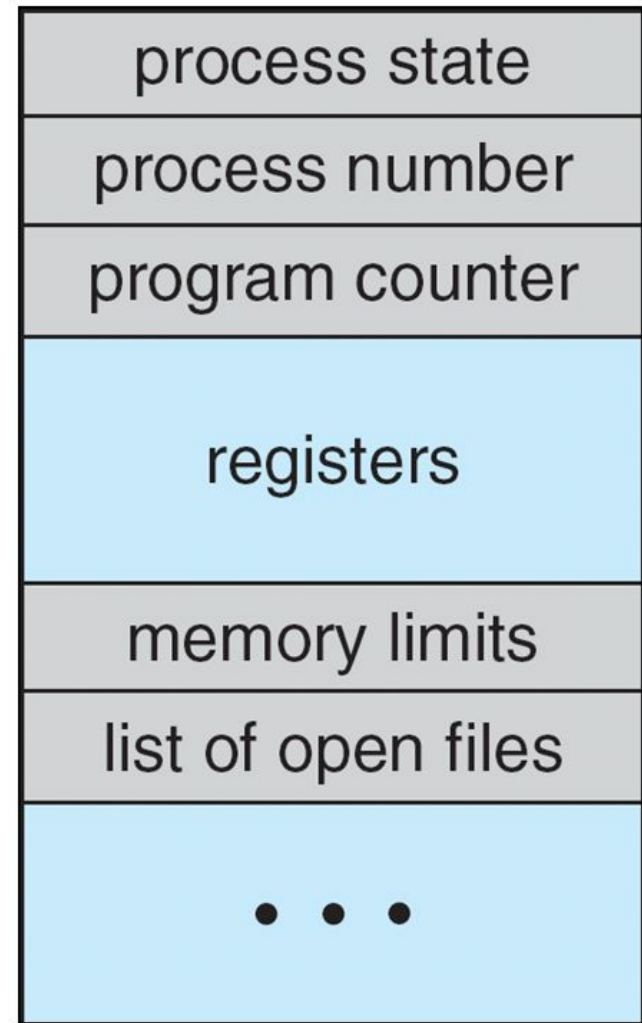 process state
process number
program counter
registers
memory limits
list of open files
• • •